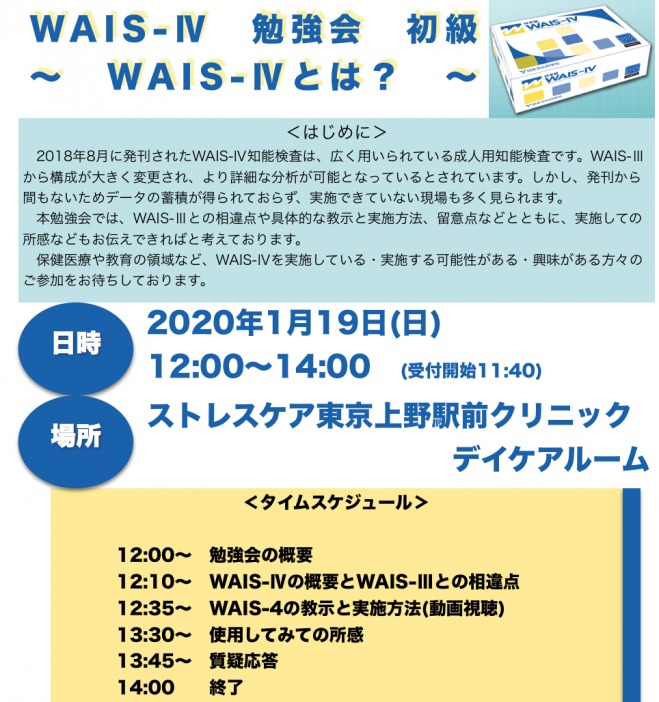 WAIS-Ⅳ　勉強会　初級
～　WAIS-Ⅳとは？　～
WAIS-IV
WAIS-IV
＜はじめに＞
2018年8月に発刊されたWAIS-Ⅳ知能検査は、広く用いられている成人用知能検査です。WAIS-Ⅲ
から構成が大きく変更され、より詳細な分析が可能となっているとされています。しかし、発刊から
間もないためデータの蓄積が得られておらず、実施できていない現場も多く見られます。
本勉強会では、WAIS-Ⅲとの相違点や具体的な教示と実施方法、留意点などとともに、実施しての
所感などもお伝えできればと考えております。
保健医療や教育の領域など、WAIS-Ⅳを実施している・実施する可能性がある・興味がある方々の
ご参加をお待ちしております。
日時
2020年1月19日(日)
12:00～14:00　(受付開始11:40)
場所
ストレスケア東京上野駅前クリニック
デイケアルーム
＜タイムスケジュール＞
12:00～　勉強会の概要
12:10～　WAIS-Ⅳの概要とWAIS-Ⅲとの相違点
12:35～　WAIS-4の教示と実施方法(動画視聴)
13:30～　使用してみての所感
13:45～　質疑応答
14:00　終了